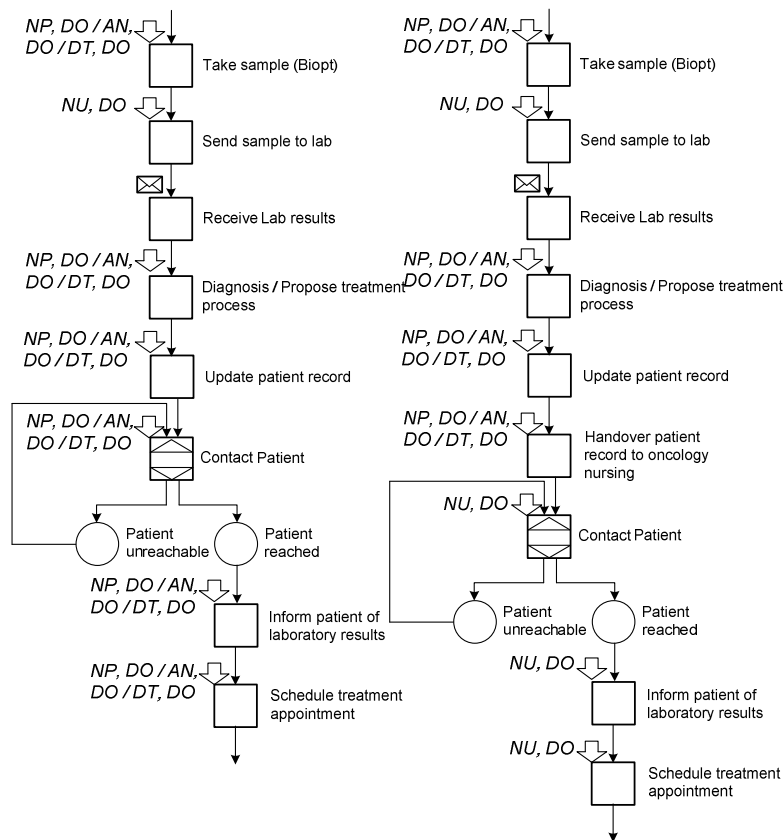 NP, DO / AN,
DO / DT, DO
Take sample (Biopt)
NU, DO
Send sample to lab
Receive Lab results
NP, DO / AN,
DO / DT, DO
Diagnosis / Propose treatment
process
NP, DO / AN,
DO / DT, DO
Update patient record
NP, DO / AN,
DO / DT, DO
Contact Patient
Patient
unreachable
Patient
reached
NP, DO / AN,
DO / DT, DO
Inform patient of
laboratory results
NP, DO / AN,
DO / DT, DO
Schedule treatment
appointment
NP, DO / AN,
DO / DT, DO
Take sample (Biopt)
NU, DO
Send sample to lab
Receive Lab results
NP, DO / AN,
DO / DT, DO
Diagnosis / Propose treatment
process
NP, DO / AN,
DO / DT, DO
Update patient record
NP, DO / AN,
DO / DT, DO
Handover patient
record to oncology
nursing
NU, DO
Contact Patient
Patient
unreachable
Patient
reached
NU, DO
Inform patient of
laboratory results
NU, DO
Schedule treatment
appointment